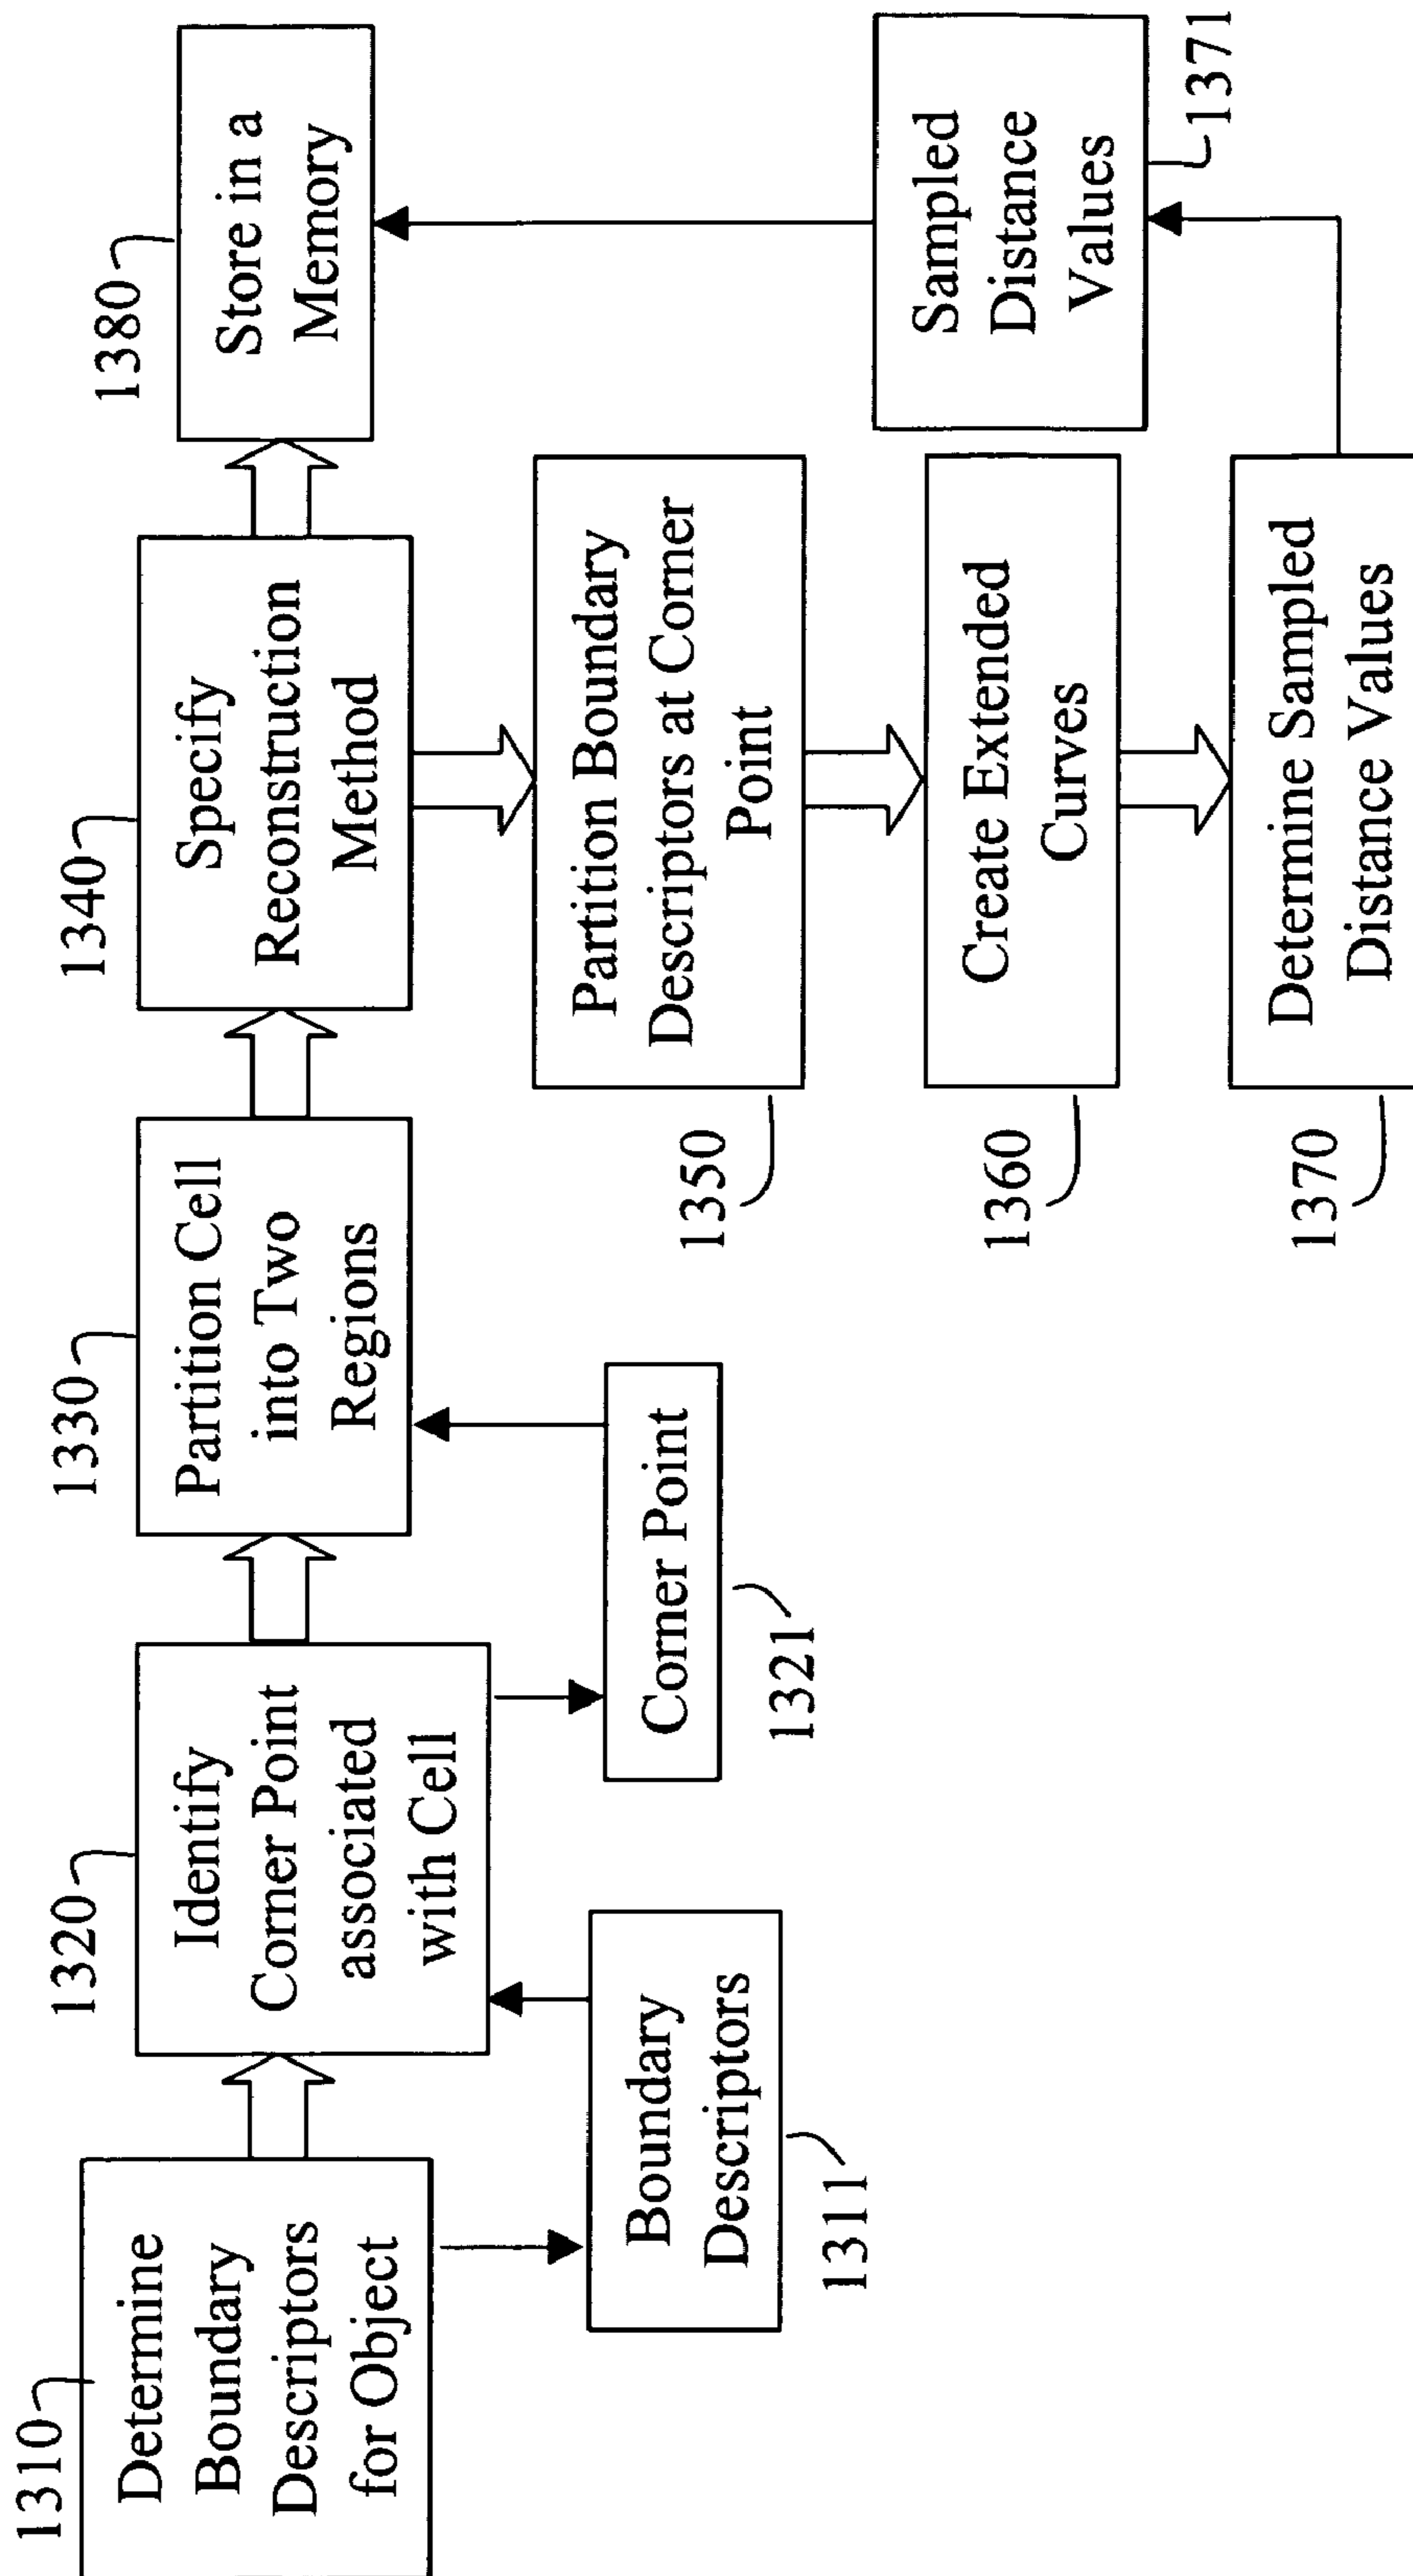 1310
Determine
Boundary
Descriptors
for Object
1320
Identify
Corner Point
associated
with Cell
1330
Partition Cell
into Two
Regions
1340
Specify
Reconstruction
Method
1380
Store in a
Memory
Boundary
Descriptors
1311
Corner Point
1321
1350
Partition Boundary
Descriptors at Corner
Point
1360
Create Extended
Curves
1370
Determine Sampled
Distance Values
Sampled
Distance
Values
1371